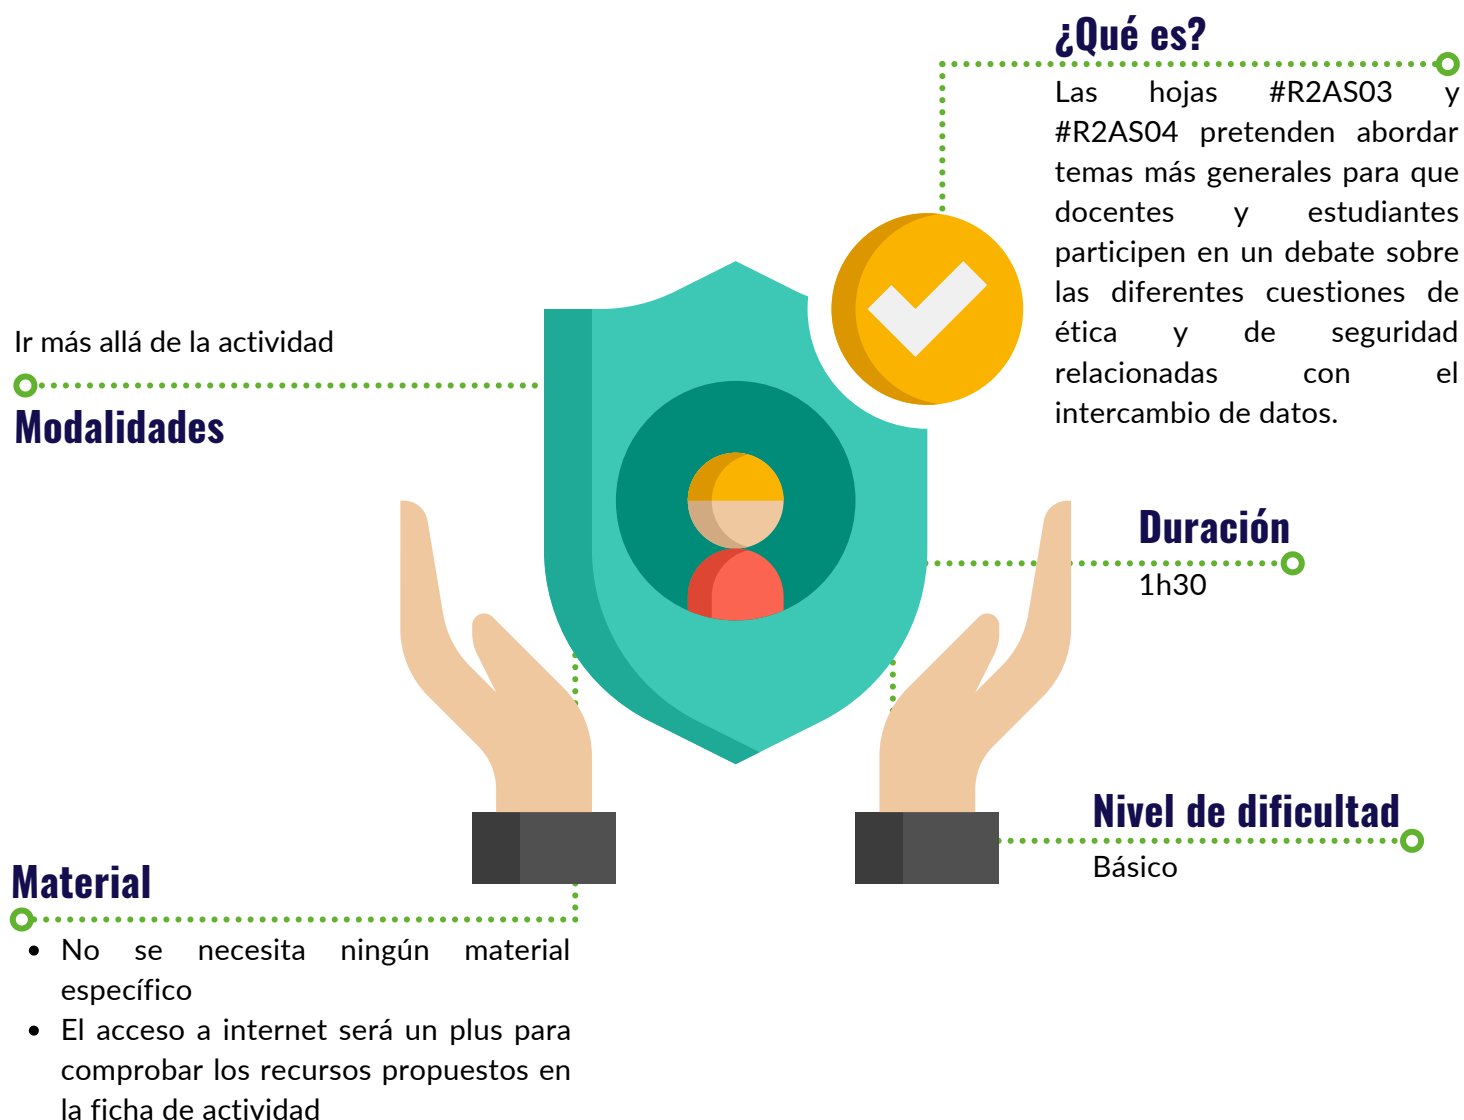 ¿Qué es?
Las hojas #R2AS03 y
#R2AS04 pretenden abordar
temas más generales para que
docentes y estudiantes
participen en un debate sobre
las diferentes cuestiones de
ética y de seguridad
relacionadas con el
intercambio de datos.
Ir más allá de la actividad
Modalidades
Duración
1h30
Nivel de dificultad
Básico
Material
• No se necesita ningún material
específico
• El acceso a internet será un plus para
comprobar los recursos propuestos en
la ficha de actividad